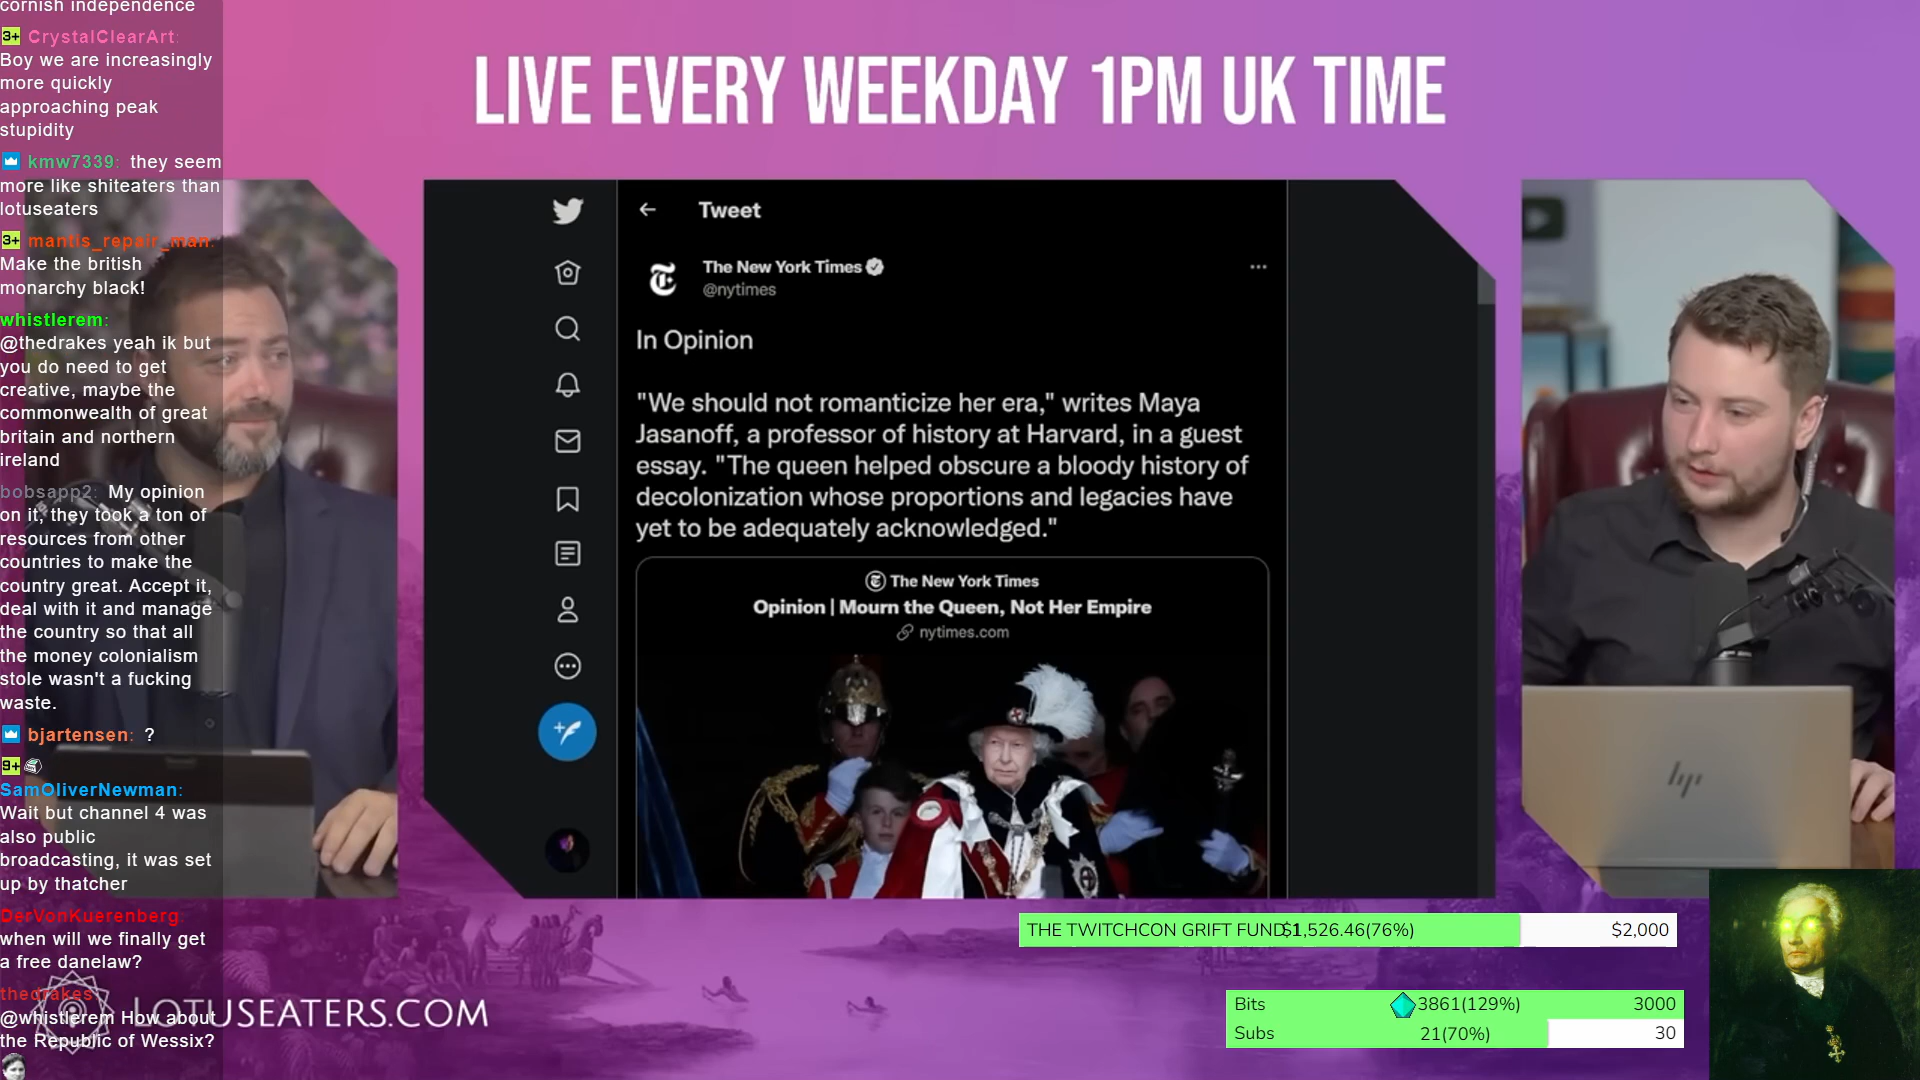 cornish independence
3+ CrystalClearArt:
Boy we are increasingly
more quickly
approaching peak
stupidity
kmw7339: they seem
more like shiteaters than
lotuseaters
3+ mantis_repair_man:
Make the british
monarchy black!
whistlerem:
@thedrakes yeah ik but
you do need to get
creative, maybe the
commonwealth of great
britain and northern
ireland
bobsapp2: My opinion
on it, they took a ton of
resources from other
countries to make the
country great. Accept it,
deal with it and manage
the country so that all
the money colonialism
stole wasn't a fucking
waste.
bjartensen: ?
9+
SamOliverNewman:
Wait but channel 4 was
also public
broadcasting, it was set
up by thatcher
DerVonKuerenberg:
when will we finally get
a free danelaw?
thedrakes:
@whistlerem How about
the Republic of Wessix?
LIVE EVERY WEEKDAY 1PM UK TIME
Tweet
The New York Times
@nytimes
In Opinion
"We should not romanticize her era," writes Maya
Jasanoff, a professor of history at Harvard, in a guest
essay. "The queen helped obscure a bloody history of
decolonization whose proportions and legacies have
yet to be adequately acknowledged."
The New York Times
Opinion | Mourn the Queen, Not Her Empire
nytimes.com
hp
LOTUSEATERS.COM
THE TWITCHCON GRIFT FUND $1,526.46(76%) $2,000
Bits 3861(129%) 3000
Subs 21(70%) 30